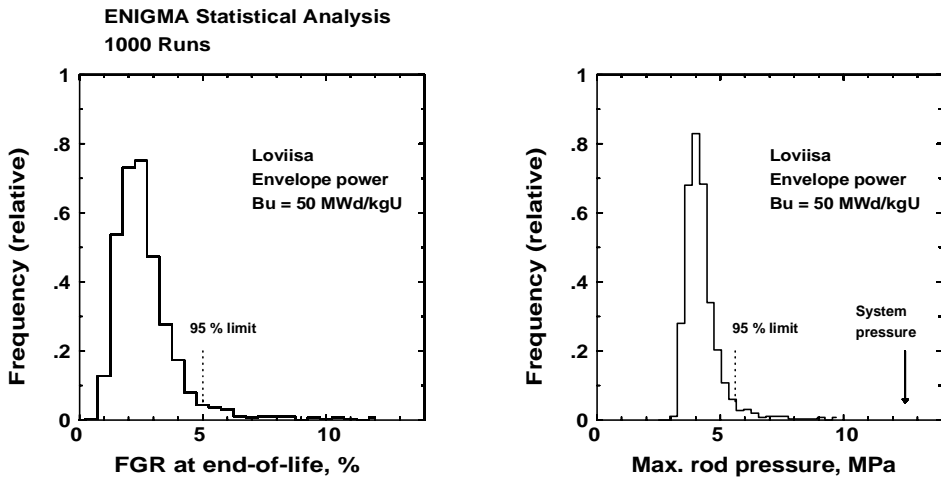 ENIGMA Statistical Analysis
1000 Runs
Frequency (relative)
1
.8
.6
.4
.2
0
Loviisa
Envelope power
Bu = 50 MWd/kgU
95 % limit
0
5
10
FGR at end-of-life, %
Frequency (relative)
1
.8
.6
.4
.2
0
Loviisa
Envelope power
Bu = 50 MWd/kgU
95 % limit
System
pressure
0
5
10
Max. rod pressure, MPa